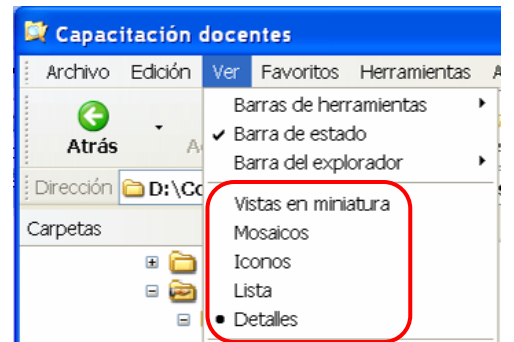 Capacitación docentes
Archivo Edición Ver Favoritos Herramientas
Barras de herramientas
Atrás
Barra de estado
Barra del explorador
Dirección D:\Co
Vistas en miniatura
Carpetas
Mosaicos
Iconos
Lista
Detalles